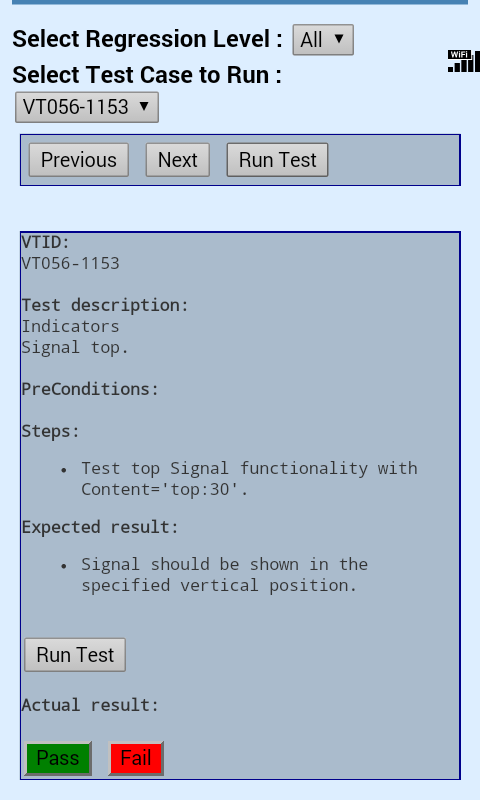 Select Regression Level : All ▼
WiFi
Select Test Case to Run :
VT056-1153 ▼
Previous Next Run Test
VTID:
VT056-1153
Test description:
Indicators
Signal top.
PreConditions:
Steps:
• Test top Signal functionality with
Content='top:30'.
Expected result:
• Signal should be shown in the
specified vertical position.
Run Test
Actual result:
Pass Fail